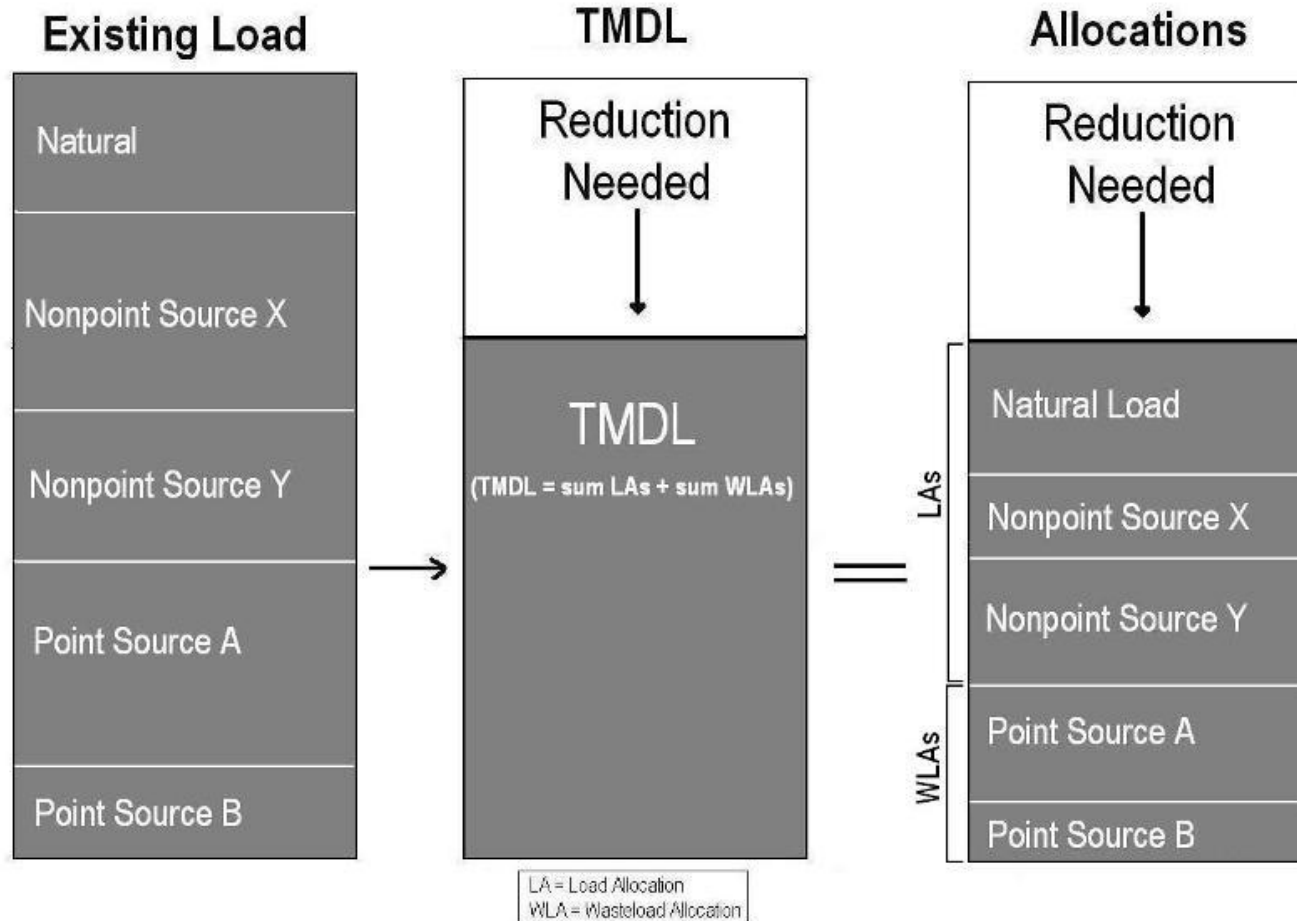 Existing Load
Natural
Nonpoint Source X
Nonpoint Source Y
Point Source A
Point Source B
TMDL
Reduction
Needed
TMDL
(TMDL = sum LAs + sum WLAs)
Allocations
Reduction
Needed
LAs
Natural Load
Nonpoint Source X
Nonpoint Source Y
WLAs
Point Source A
Point Source B
LA = Load Allocation
WLA = Wasteload Allocation